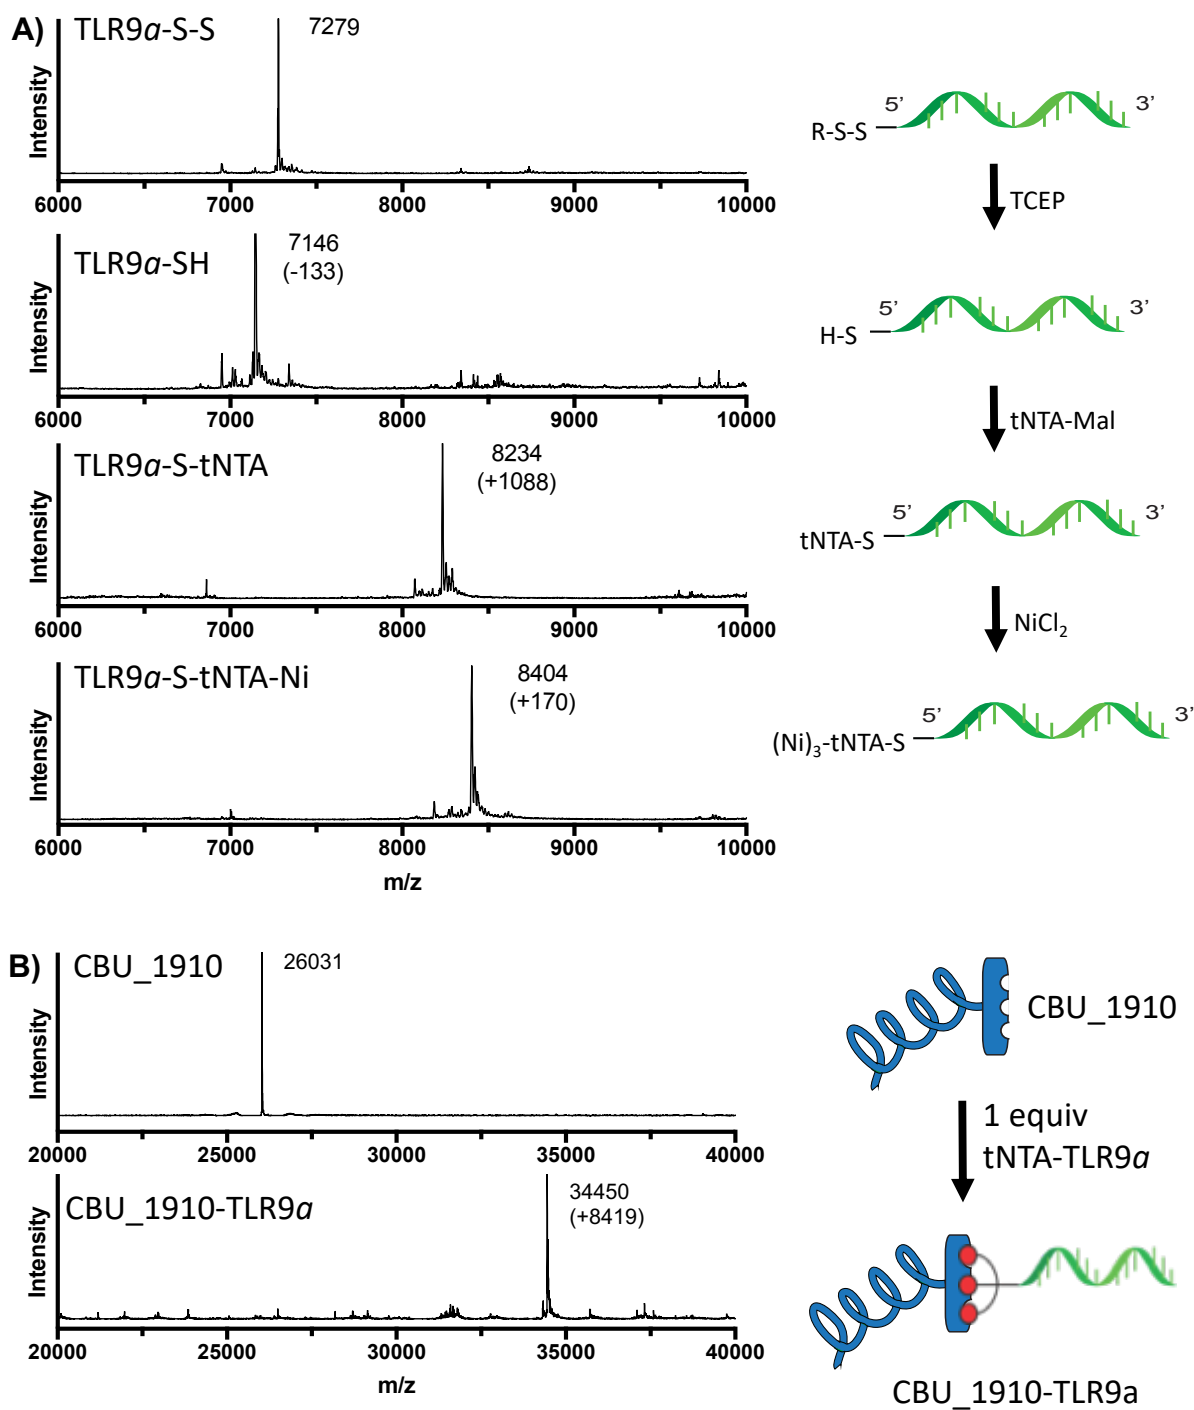 A)
TLR9a-S-S
7279
Intensity
6000 7000 8000 9000 10000
TLR9a-SH
7146
(-133)
Intensity
6000 7000 8000 9000 10000
TLR9a-S-tNTA
8234
(+1088)
Intensity
6000 7000 8000 9000 10000
TLR9a-S-tNTA-Ni
8404
(+170)
Intensity
6000 7000 8000 9000 10000
m/z
5' 3'
R-S-S
TCEP
5' 3'
H-S
tNTA-Mal
5' 3'
tNTA-S
NiCl2
5' 3'
(Ni)3-tNTA-S
B)
CBU_1910
26031
Intensity
20000 25000 30000 35000 40000
CBU_1910-TLR9a
34450
(+8419)
Intensity
20000 25000 30000 35000 40000
m/z
CBU_1910
1 equiv
tNTA-TLR9a
CBU_1910-TLR9a